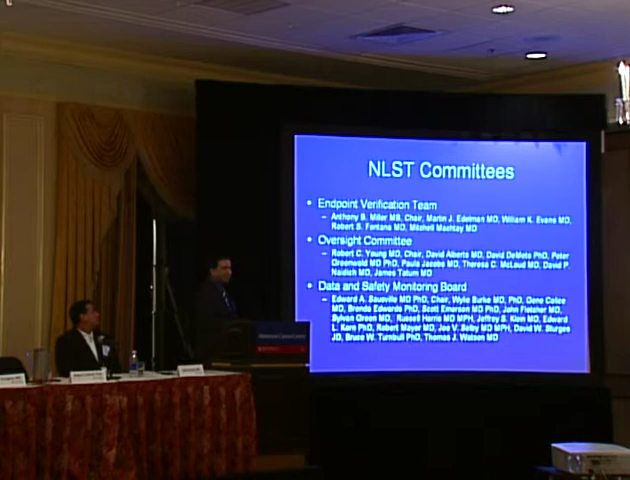 NLST Committees
• Endpoint Verification Team
– Anthony B. Miller MB, Chair, Martin J. Edelman MD, William K. Evans MD,
Robert S. Fontana MD, Mitchell Machtay MD
• Oversight Committee
– Robert C. Young MD, Chair, David Alberts MD, David DeMets PhD, Peter
Greenwald MD PhD, Paula Jacobs MD, Theresa C. McLoud MD, David P.
Naidich MD, James Tatum MD
• Data and Safety Monitoring Board
– Edward A. Sausville MD PhD, Chair, Wylie Burke MD, PhD, Gene Colice
MD, Brenda Edwards PhD, Scott Emerson MD PhD, John Fletcher MD,
Sylvan Green MD, Russell Harris MD MPH, Jeffrey S. Klein MD, Edward
L. Korn PhD, Robert Mayer MD, Joe V. Selby MD MPH, David W. Sturges
JD, Bruce W. Turnbull PhD, Thomas J. Watson MD